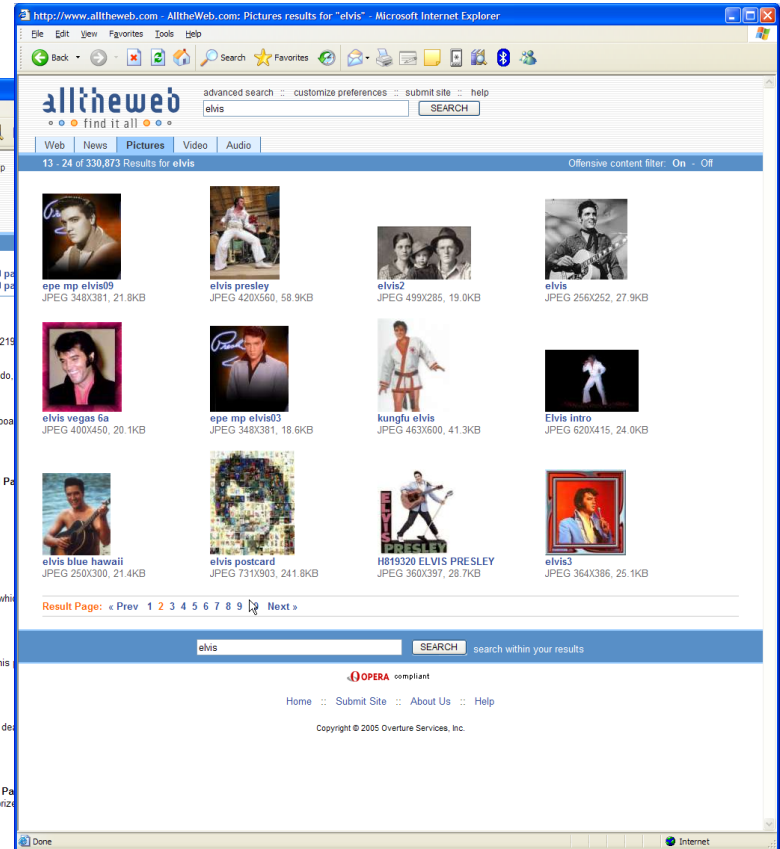 http://www.alltheweb.com - AlltheWeb.com: Pictures results for "elvis" - Microsoft Internet Explorer
File Edit View Favorites Tools Help
Back Search Favorites
alltheweb
find it all
advanced search :: customize preferences :: submit site :: help
elvis SEARCH
Web News Pictures Video Audio
13 - 24 of 330,873 Results for elvis Offensive content filter: On - Off
epe mp elvis09 elvis presley elvis2 elvis
JPEG 348X381, 21.8KB JPEG 420X560, 58.9KB JPEG 499X285, 19.0KB JPEG 256X252, 27.9KB
elvis vegas 6a epe mp elvis03 kungfu elvis Elvis intro
JPEG 400X450, 20.1KB JPEG 348X381, 18.6KB JPEG 463X600, 41.3KB JPEG 620X415, 24.0KB
ELVIS
PRESLEY
elvis blue hawaii elvis postcard H819320 ELVIS PRESLEY elvis3
JPEG 250X300, 21.4KB JPEG 731X903, 241.8KB JPEG 360X397, 28.7KB JPEG 364X386, 25.1KB
Result Page: « Prev 1 2 3 4 5 6 7 8 9 Next »
elvis SEARCH search within your results
OPERA compliant
Home :: Submit Site :: About Us :: Help
Copyright © 2005 Overture Services, Inc.
Done Internet